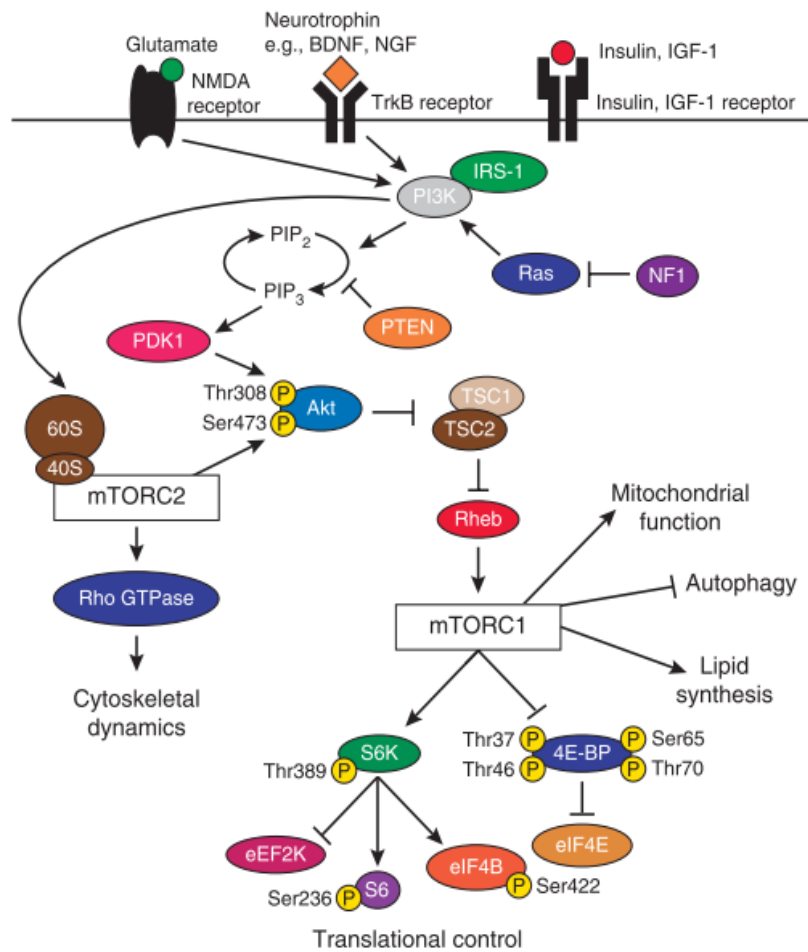 Glutamate
NMDA
receptor
Neurotrophin
e.g., BDNF, NGF
TrkB receptor
Insulin, IGF-1
Insulin, IGF-1 receptor
IRS-1
PI3K
PIP2
PIP3
Ras
NF1
PTEN
PDK1
Thr308
P
Ser473
P
Akt
TSC1
TSC2
60S
40S
mTORC2
Rheb
Mitochondrial
function
Rho GTPase
Autophagy
mTORC1
Lipid
synthesis
Cytoskeletal
dynamics
S6K
Thr389
P
Thr37
P
Thr46
P
4E-BP
P
Ser65
P
Thr70
eEF2K
Ser236
P
S6
eIF4B
P
Ser422
eIF4E
Translational control